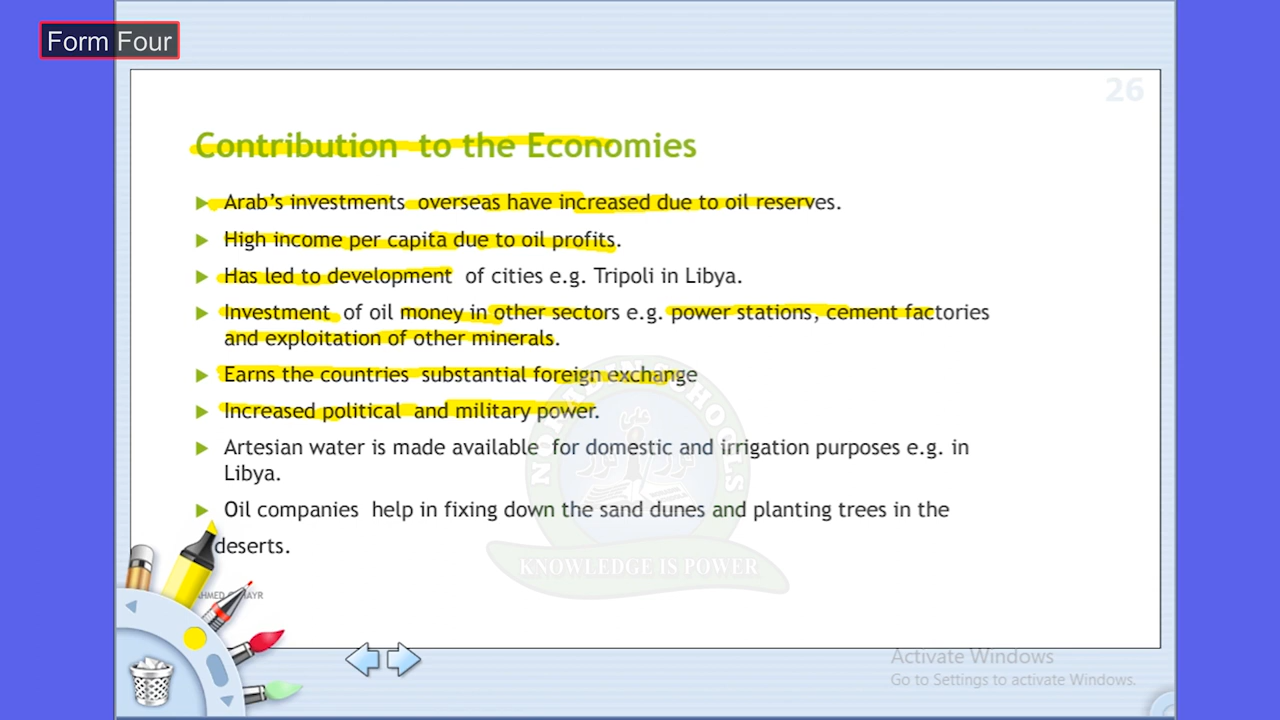 Form Four
26
Contribution to the Economies
Arab's investments overseas have increased due to oil reserves.
High income per capita due to oil profits.
Has led to development of cities e.g. Tripoli in Libya.
Investment of oil money in other sectors e.g. power stations, cement factories
and exploitation of other minerals.
Earns the countries substantial foreign exchange
Increased political and military power.
Artesian water is made available for domestic and irrigation purposes e.g. in
Libya.
Oil companies help in fixing down the sand dunes and planting trees in the
deserts.
SCHOOLS
KNOWLEDGE IS POWER
Activate Windows
Go to Settings to activate Windows.